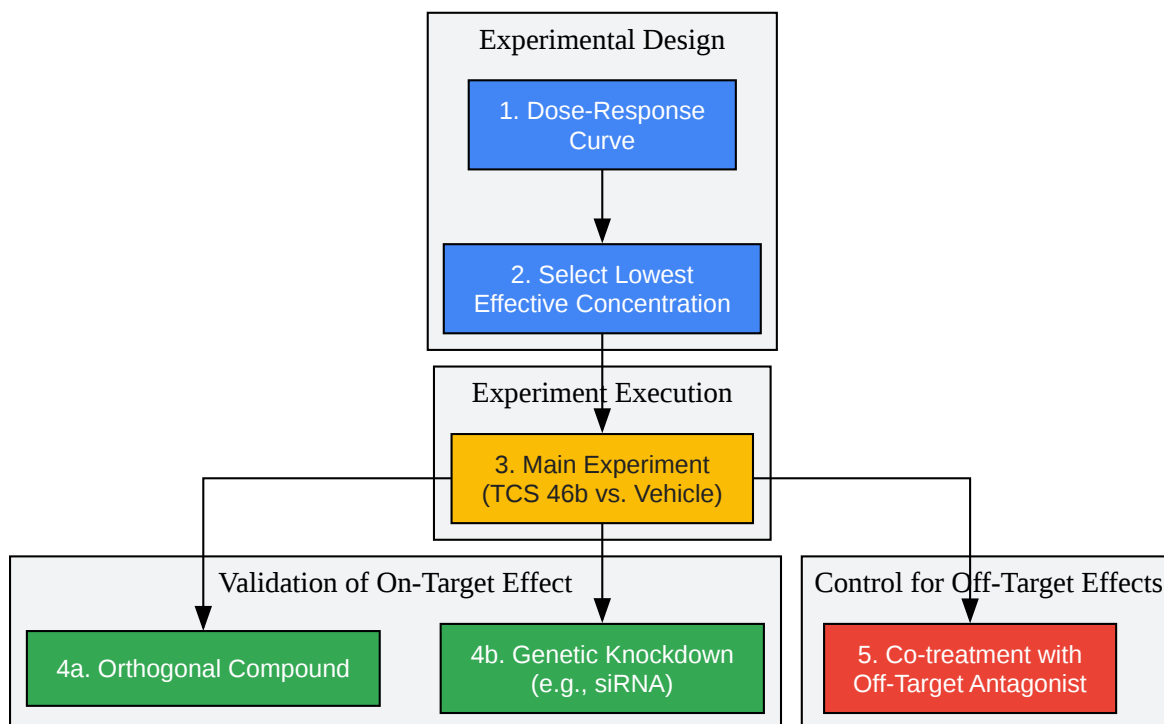 Experimental Design
1. Dose-Response
Curve
2. Select Lowest
Effective Concentration
Experiment Execution
3. Main Experiment
(TCS 46b vs. Vehicle)
Validation of On-Target Effect
Control for Off-Target Effects
4a. Orthogonal Compound
4b. Genetic Knockdown
(e.g., siRNA)
5. Co-treatment with
Off-Target Antagonist